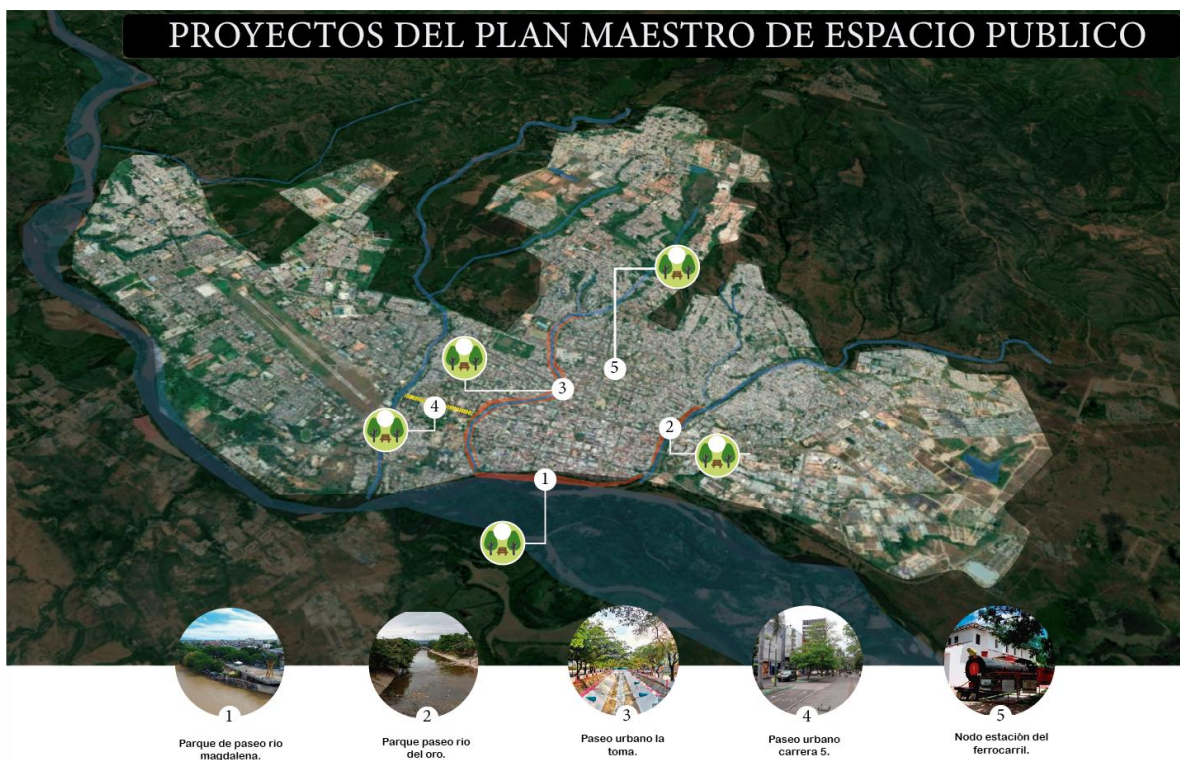 PROYECTOS DEL PLAN MAESTRO DE ESPACIO PUBLICO
5
3
4
2
1
1
Parque de paseo rio
magdalena.
2
Parque paseo rio
del oro.
3
Paseo urbano la
toma.
4
Paseo urbano
carrera 5.
5
Nodo estación del
ferrocarril.